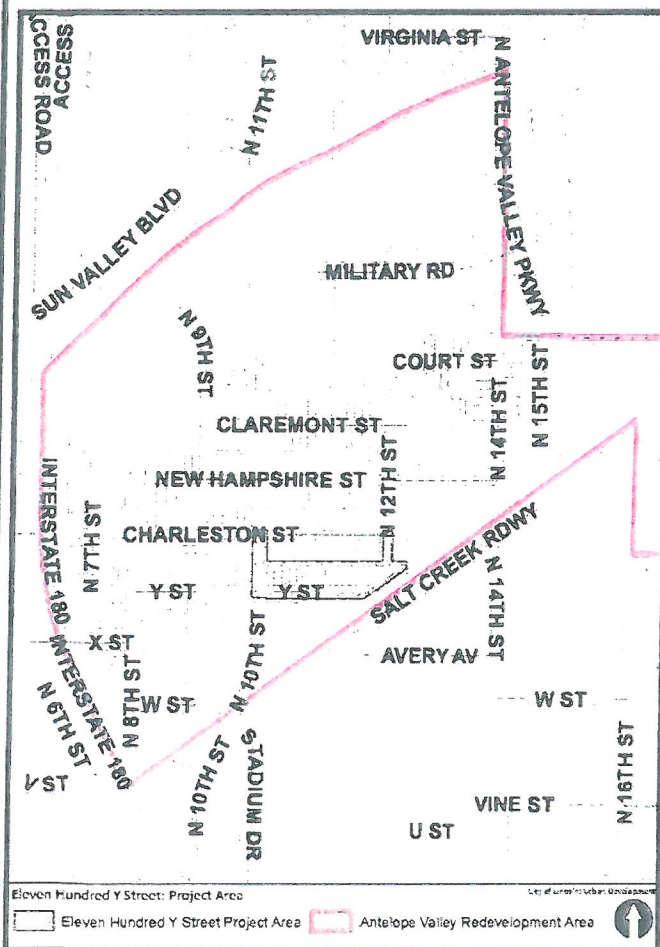 ACCESS
CCESS ROAD
VIRGINIA ST
N 11TH ST
N ANTELOPE VALLEY PKWY
SUN VALLEY BLVD
MILITARY RD
N 9TH ST
COURT ST
N 15TH ST
N 14TH ST
CLAREMONT ST
N 12TH ST
NEW HAMPSHIRE ST
INTERSTATE 180
N 7TH ST
CHARLESTON ST
SALT CREEK RDWY
Y ST
Y ST
N 14TH ST
N 10TH ST
X ST
AVERY AV
INTERSTATE 180
N 6TH ST
N 8TH ST
W ST
W ST
N 10TH ST
STADIUM DR
N 16TH ST
V ST
VINE ST
U ST
Eleven Hundred Y Street: Project Area
Eleven Hundred Y Street Project Area
Antelope Valley Redevelopment Area